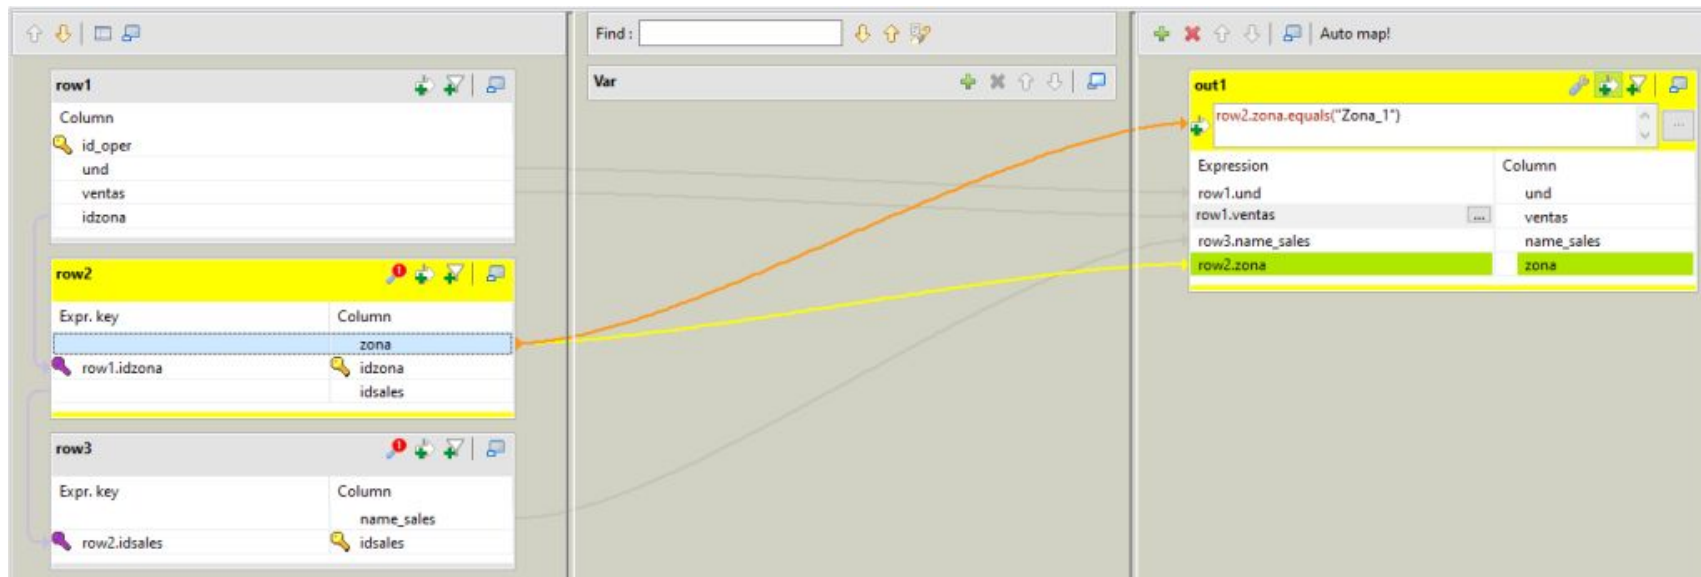 Find :
Auto map!
row1
Column
id_oper
und
ventas
idzona
row2
Expr. key Column
zona
row1.idzona idzona
idsales
row3
Expr. key Column
name_sales
row2.idsales idsales
Var
out1
row2.zona.equals("Zona_1")
...
Expression Column
row1.und und
row1.ventas ... ventas
row3.name_sales name_sales
row2.zona zona